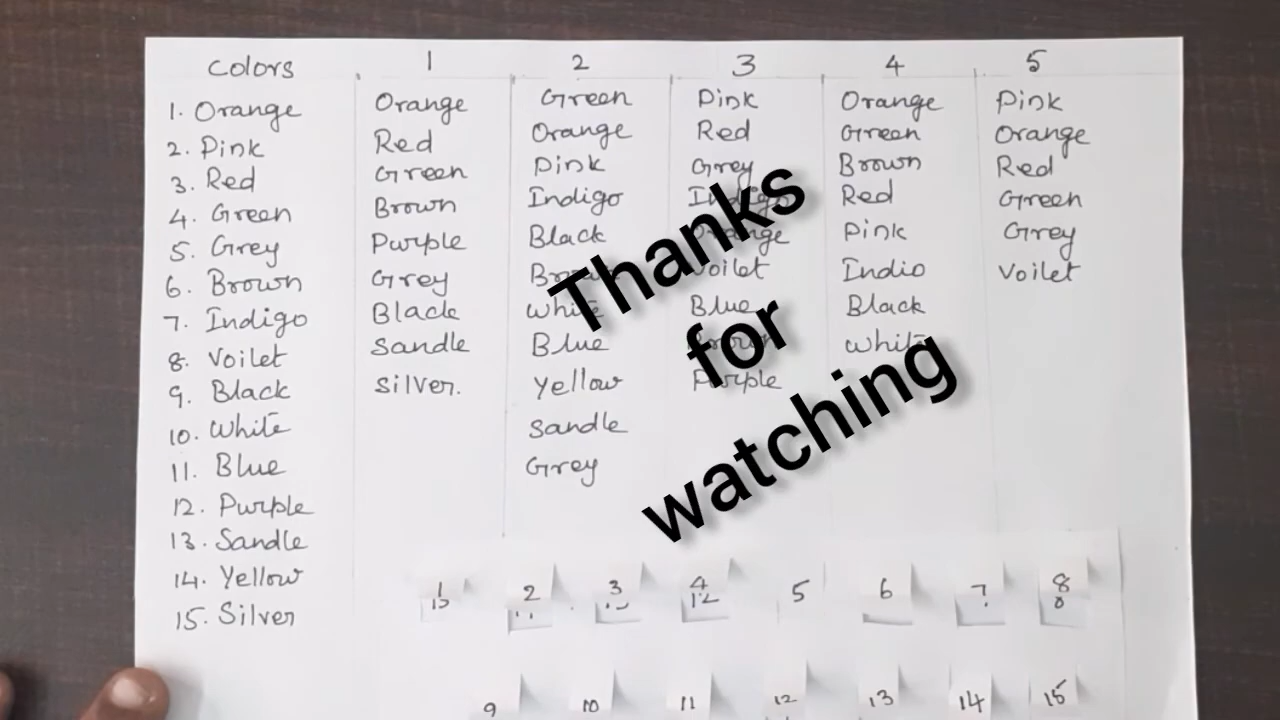 Colors 1 2 3 4 5
1. Orange Orange Green Pink Orange Pink
2. Pink Red Orange Red Green Orange
3. Red Green Pink Grey Brown Red
4. Green Brown Indigo Indigo Red Green
5. Grey Purple Black Orange Pink Grey
6. Brown Grey Brown Voilet Indio Voilet
7. Indigo Black White Blue Black
8. Voilet Sandle Blue Brown White
9. Black Silver. Yellow Purple
10. White Sandle
11. Blue Grey
12. Purple
13. Sandle
14. Yellow
15. Silver
Thanks
for
watching
1 2 3 4 5 6 7 8
12
9 10 11 12 13 14 15